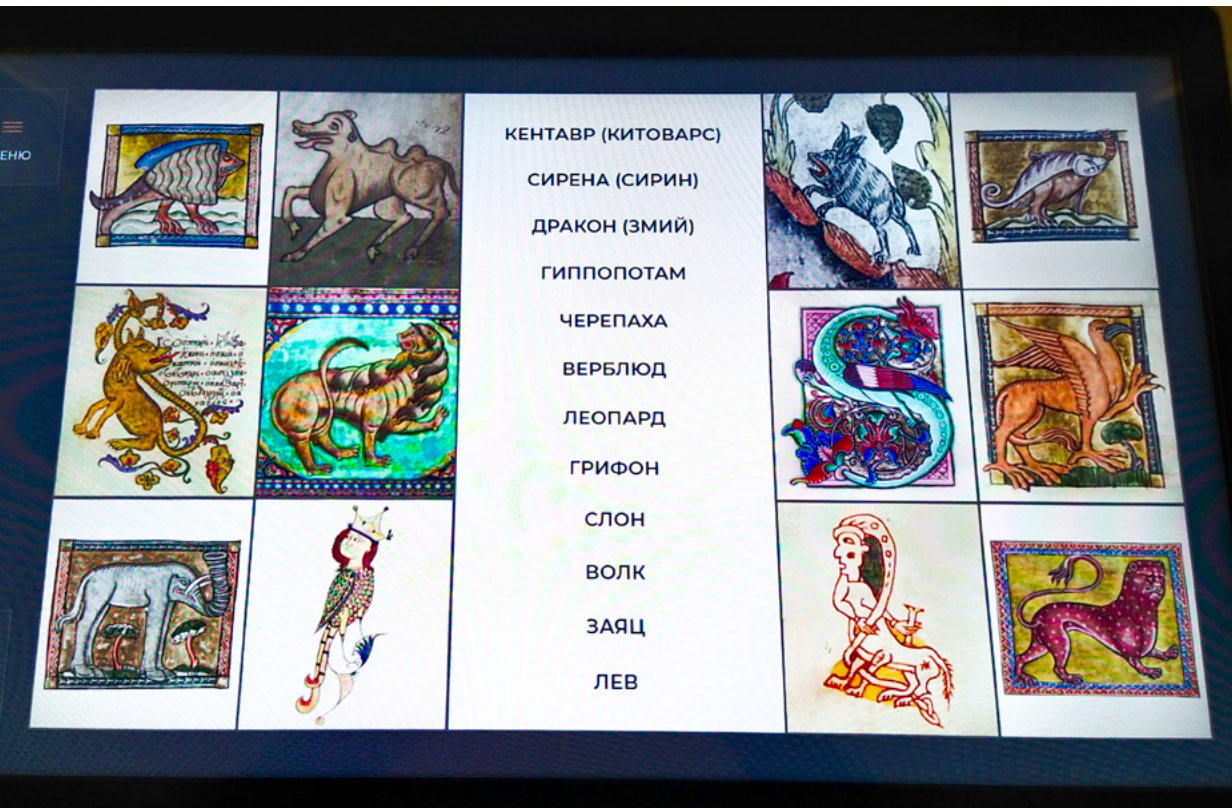 ЕНЮ
КЕНТАВР (КИТОВАРС)
СИРЕНА (СИРИН)
ДРАКОН (ЗМИЙ)
ГИППОПОТАМ
ЧЕРЕПАХА
ВЕРБЛЮД
ЛЕОПАРД
ГРИФОН
СЛОН
ВОЛК
ЗАЯЦ
ЛЕВ